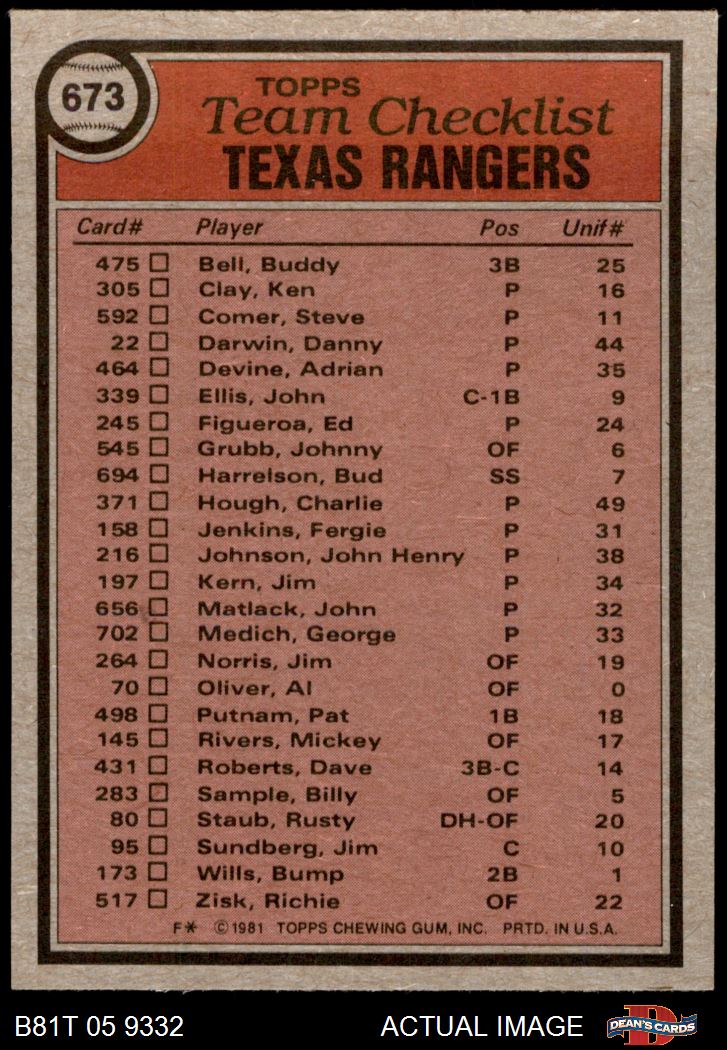 673
TOPPS
Team Checklist
TEXAS RANGERS
Card# Player Pos Unif#
475 Bell, Buddy 3B 25
305 Clay, Ken P 16
592 Comer, Steve P 11
22 Darwin, Danny P 44
464 Devine, Adrian P 35
339 Ellis, John C-1B 9
245 Figueroa, Ed P 24
545 Grubb, Johnny OF 6
694 Harrelson, Bud SS 7
371 Hough, Charlie P 49
158 Jenkins, Fergie P 31
216 Johnson, John Henry P 38
197 Kern, Jim P 34
656 Matlack, John P 32
702 Medich, George P 33
264 Norris, Jim OF 19
70 Oliver, Al OF 0
498 Putnam, Pat 1B 18
145 Rivers, Mickey OF 17
431 Roberts, Dave 3B-C 14
283 Sample, Billy OF 5
80 Staub, Rusty DH-OF 20
95 Sundberg, Jim C 10
173 Wills, Bump 2B 1
517 Zisk, Richie OF 22
F* ©1981 TOPPS CHEWING GUM, INC. PRTD. IN U.S.A.
B81T 05 9332 ACTUAL IMAGE D DEAN'S CARDS